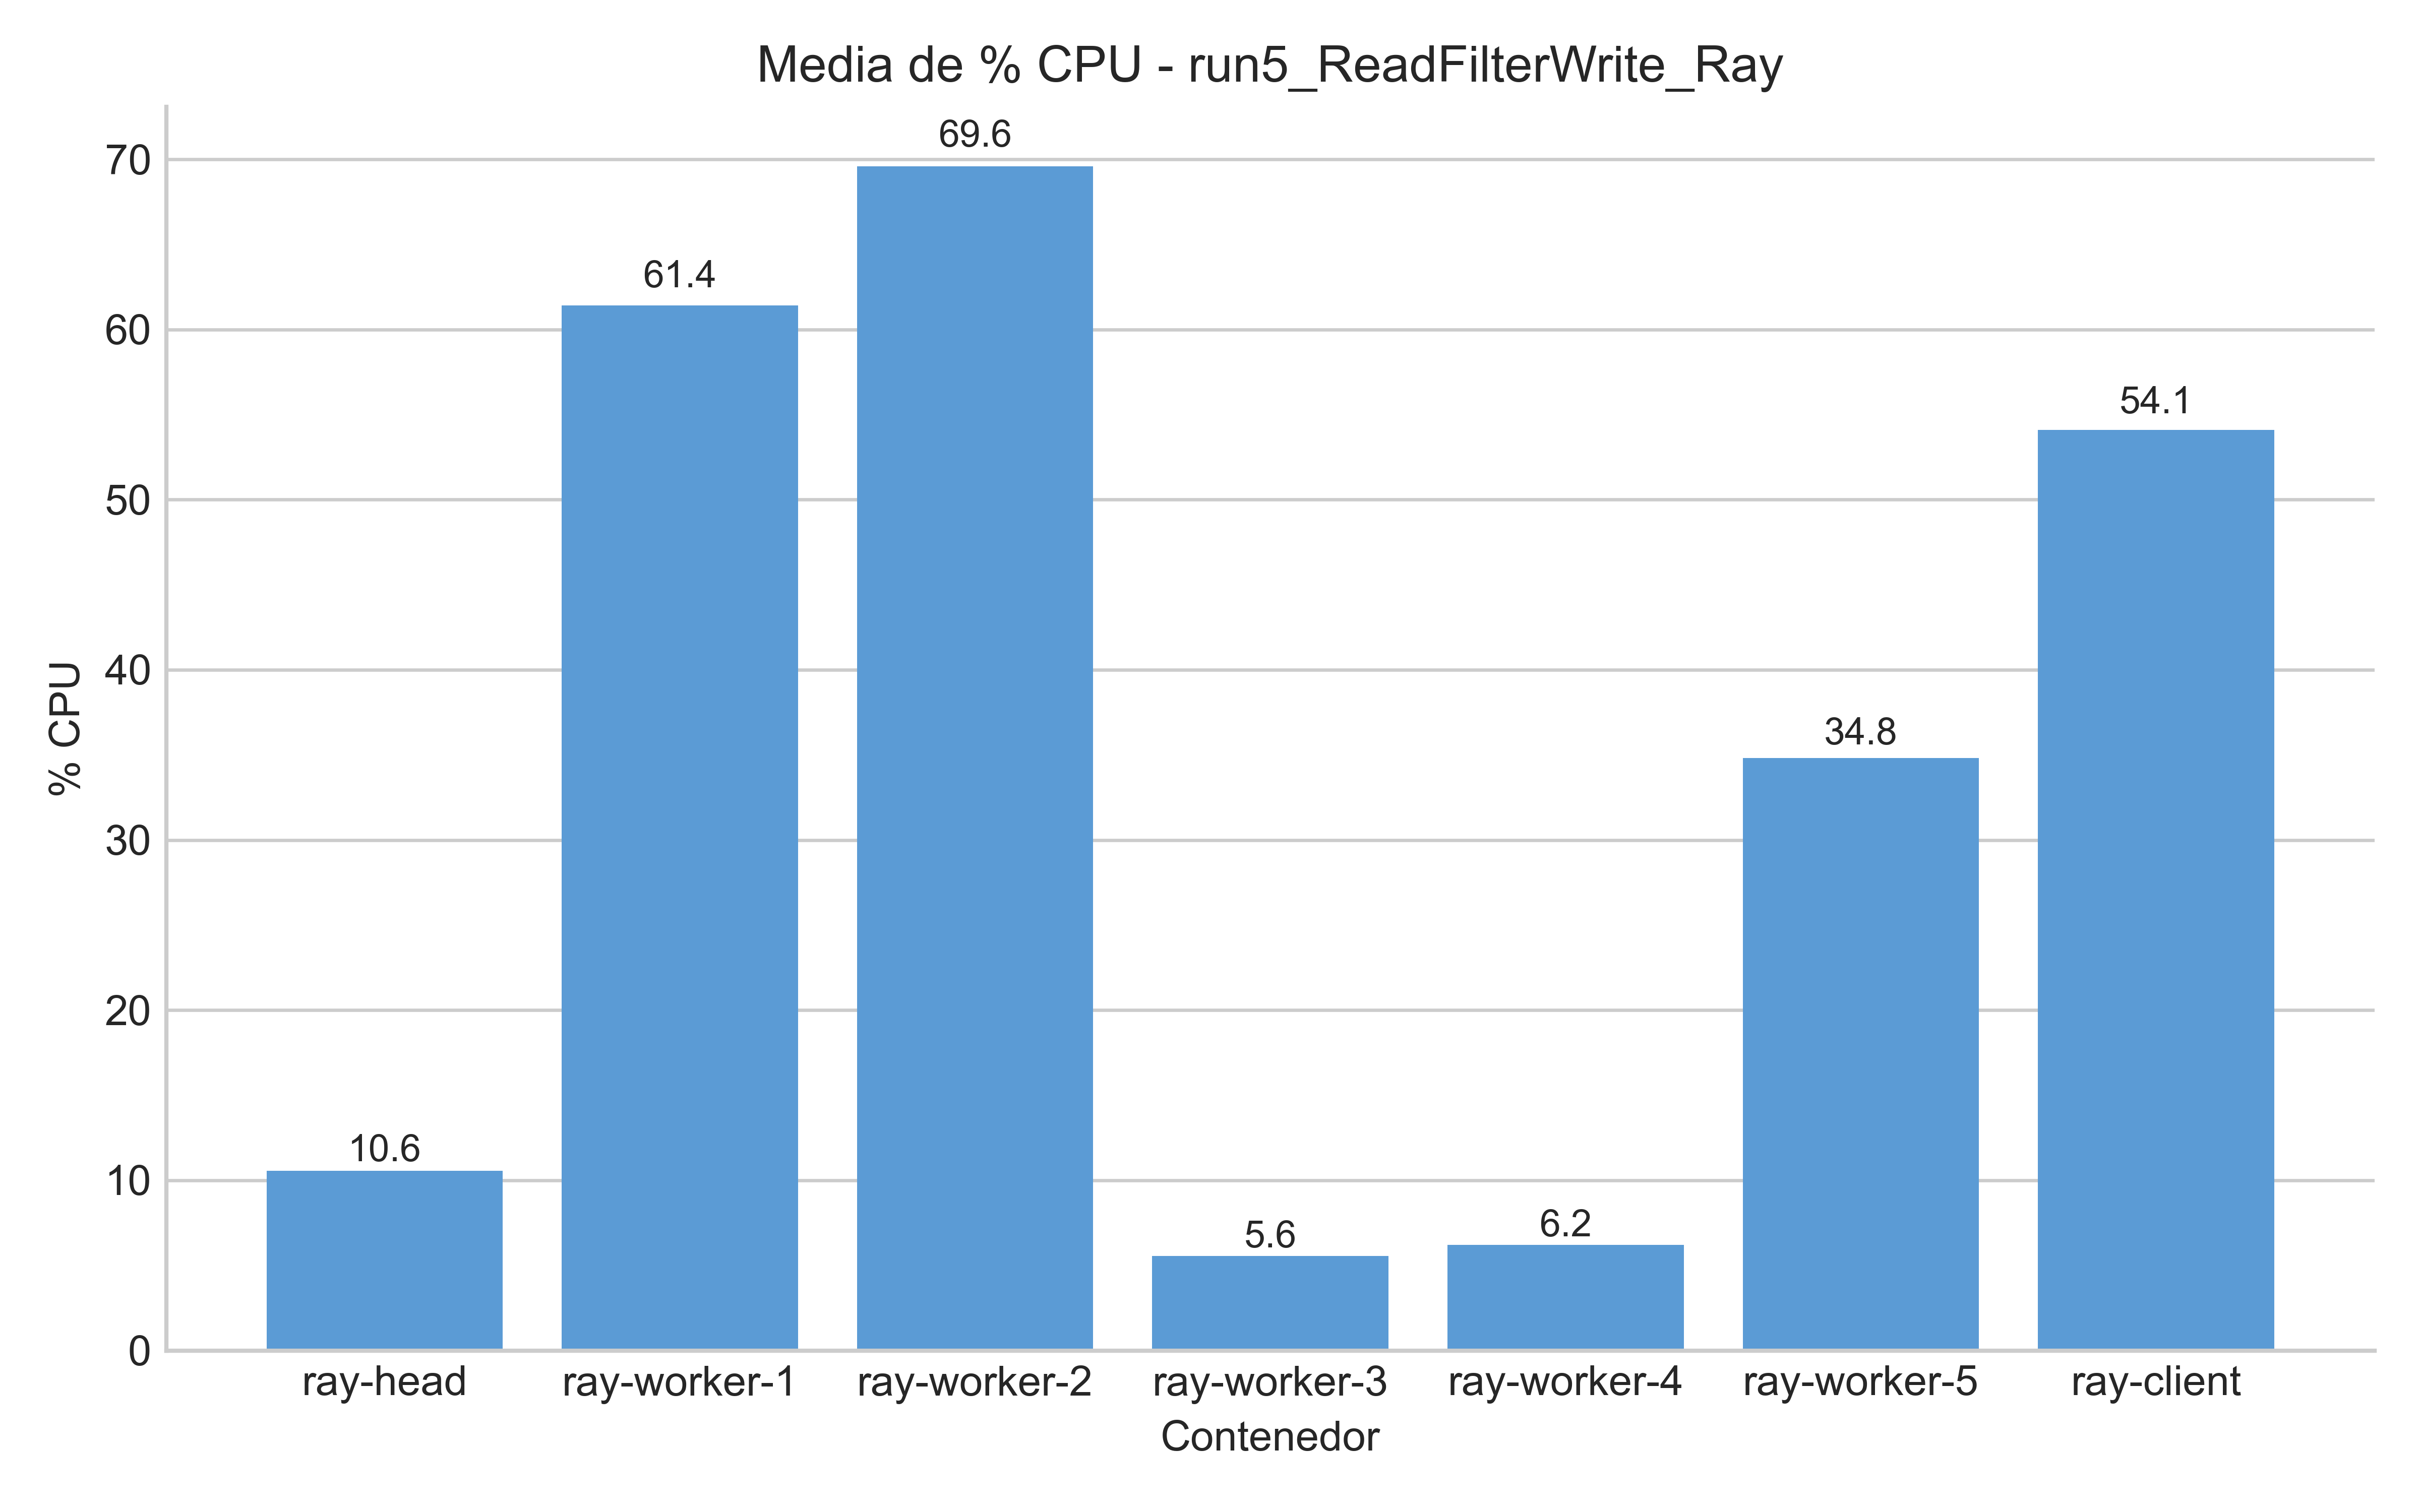 Media de % CPU - run5_ReadFilterWrite_Ray
% CPU
70
60
50
40
30
20
10
0
10.6
61.4
69.6
5.6
6.2
34.8
54.1
ray-head
ray-worker-1
ray-worker-2
ray-worker-3
ray-worker-4
ray-worker-5
ray-client
Contenedor